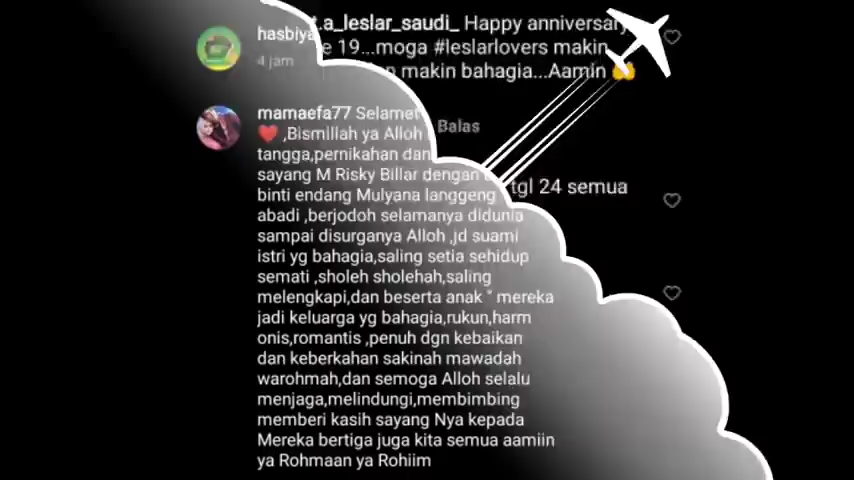 hasbiya
4 jam
t.a_leslar_saudi_ Happy anniversary
e 19...moga #leslarlovers makin
makin bahagia...Aamin 🤲
mamaefa77 Selamet
❤️ ,Bismillah ya Alloh
Balas
tangga,pernikahan dan
sayang M Risky Billar dengan
tgl 24 semua
binti endang Mulyana langgeng
abadi ,berjodoh selamanya didunia
sampai disurganya Alloh ,jd suami
istri yg bahagia,saling setia sehidup
semati ,sholeh sholehah,saling
melengkapi,dan beserta anak " mereka
jadi keluarga yg bahagia,rukun,harm
onis,romantis ,penuh dgn kebaikan
dan keberkahan sakinah mawadah
warohmah,dan semoga Alloh selalu
menjaga,melindungi,membimbing
memberi kasih sayang Nya kepada
Mereka bertiga juga kita semua aamiin
ya Rohmaan ya Rohiim